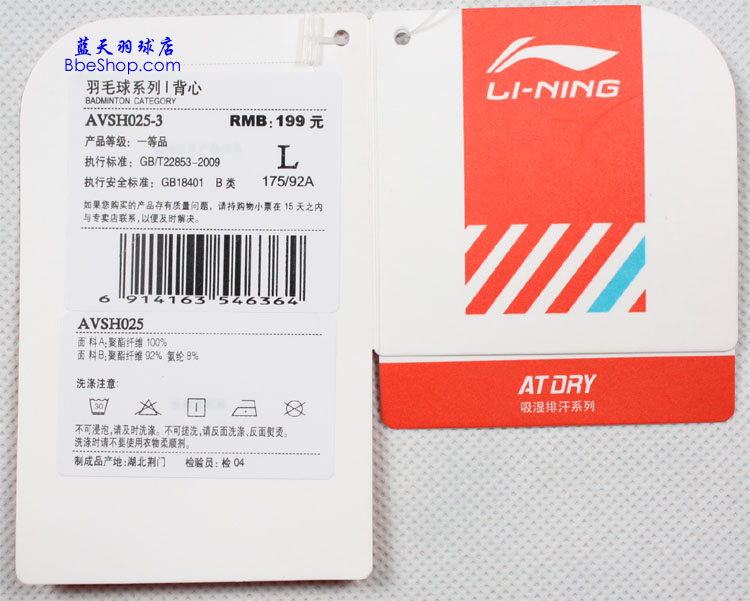 蓝天羽球店
BbeShop.com
羽毛球系列 | 背心
BADMINTON CATEGORY
AVSH025-3 RMB: 199 元
产品等级: 一等品
执行标准: GB/T22853-2009
L
执行安全标准: GB18401 B 类
175/92A
如果您购买的产品存有质量问题，请持购物小票在 15 天之内
与专卖店联系，以便及时解决。
6 914163 546364
AVSH025
面 料A:聚酯纤维 100%
面 料B:聚酯纤维 92% 氨纶 8%
洗涤注意:
30
不可浸泡，请及时洗涤。不可搓洗，请反面洗涤、反面熨烫。
洗涤时请不要使用衣物柔顺剂。
制成品产地: 湖北荆门 检验员: 检 04
LI-NING
AT DRY
吸湿排汗系列